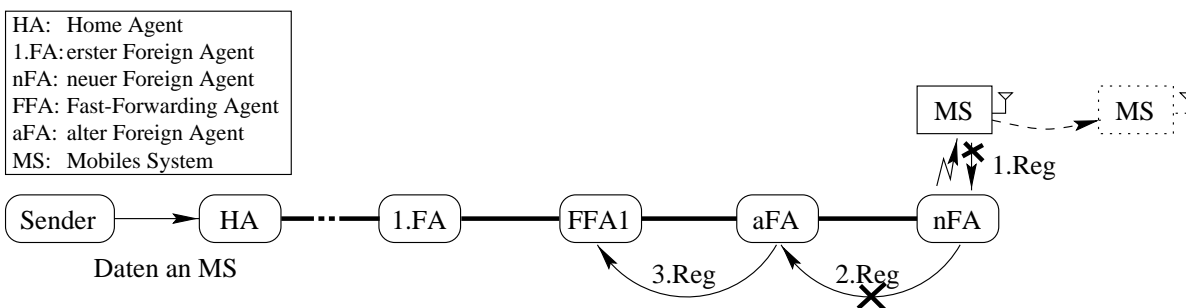 HA: Home Agent
1.FA: erster Foreign Agent
nFA: neuer Foreign Agent
FFA: Fast-Forwarding Agent
aFA: alter Foreign Agent
MS: Mobiles System
MS
MS
1.Reg
Sender
HA
1.FA
FFA1
aFA
nFA
Daten an MS
3.Reg
2.Reg